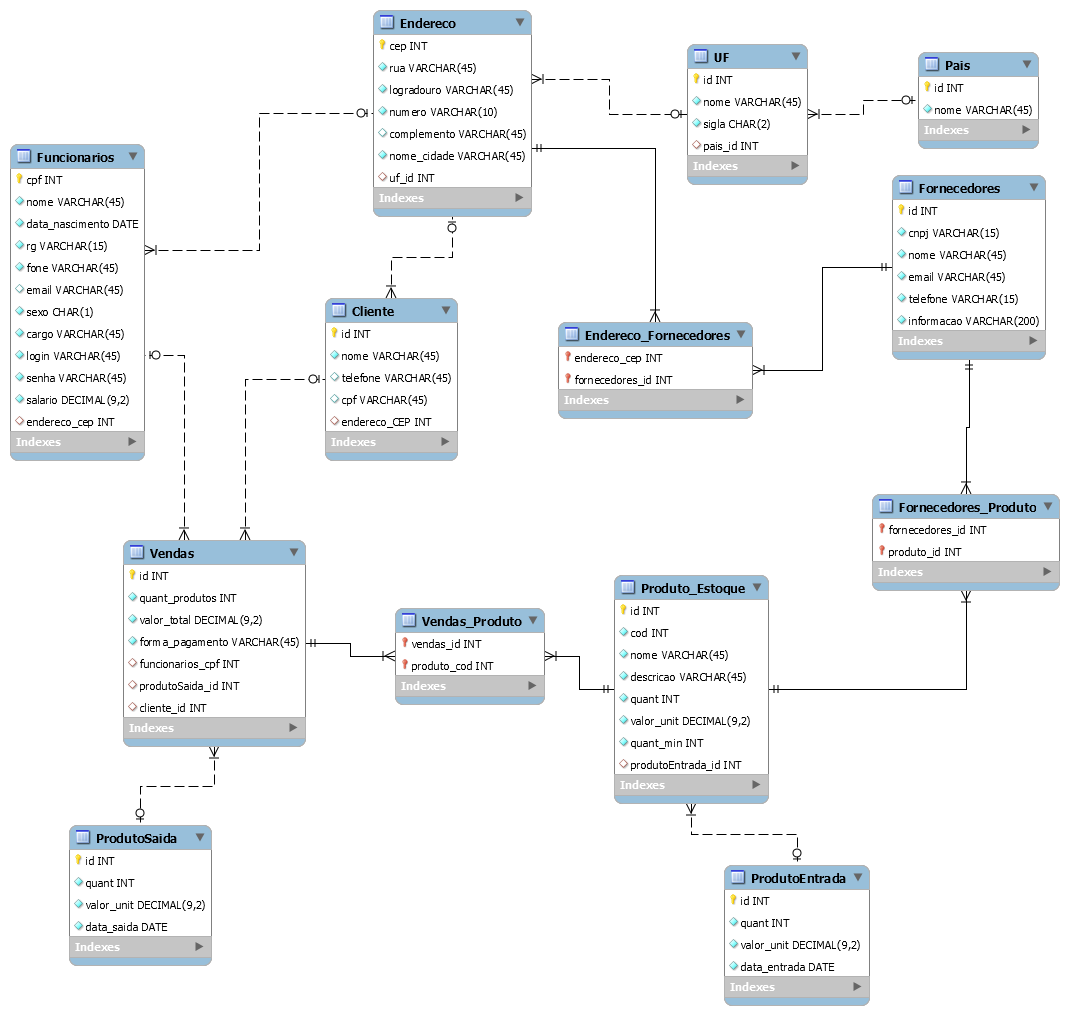 Endereco
cep INT
rua VARCHAR(45)
logradouro VARCHAR(45)
numero VARCHAR(10)
complemento VARCHAR(45)
nome_cidade VARCHAR(45)
uf_id INT
Indexes
UF
id INT
nome VARCHAR(45)
sigla CHAR(2)
pais_id INT
Indexes
Pais
id INT
nome VARCHAR(45)
Indexes
Funcionarios
cpf INT
nome VARCHAR(45)
data_nascimento DATE
rg VARCHAR(15)
fone VARCHAR(45)
email VARCHAR(45)
sexo CHAR(1)
cargo VARCHAR(45)
login VARCHAR(45)
senha VARCHAR(45)
salario DECIMAL(9,2)
endereco_cep INT
Indexes
Fornecedores
id INT
cnpj VARCHAR(15)
nome VARCHAR(45)
email VARCHAR(45)
telefone VARCHAR(15)
informacao VARCHAR(200)
Indexes
Cliente
id INT
nome VARCHAR(45)
telefone VARCHAR(45)
cpf VARCHAR(45)
endereco_CEP INT
Indexes
Endereco_Fornecedores
endereco_cep INT
fornecedores_id INT
Indexes
Fornecedores_Produto
fornecedores_id INT
produto_id INT
Indexes
Vendas
id INT
quant_produtos INT
valor_total DECIMAL(9,2)
forma_pagamento VARCHAR(45)
funcionarios_cpf INT
produtoSaida_id INT
cliente_id INT
Indexes
Vendas_Produto
vendas_id INT
produto_cod INT
Indexes
Produto_Estoque
id INT
cod INT
nome VARCHAR(45)
descricao VARCHAR(45)
quant INT
valor_unit DECIMAL(9,2)
quant_min INT
produtoEntrada_id INT
Indexes
ProdutoSaida
id INT
quant INT
valor_unit DECIMAL(9,2)
data_saida DATE
Indexes
ProdutoEntrada
id INT
quant INT
valor_unit DECIMAL(9,2)
data_entrada DATE
Indexes